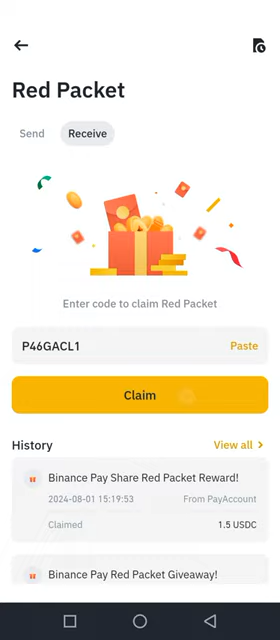 Red Packet
Send
Receive
Enter code to claim Red Packet
P46GACL1
Paste
Claim
History
View all
Binance Pay Share Red Packet Reward!
2024-08-01 15:19:53
From PayAccount
Claimed
1.5 USDC
Binance Pay Red Packet Giveaway!